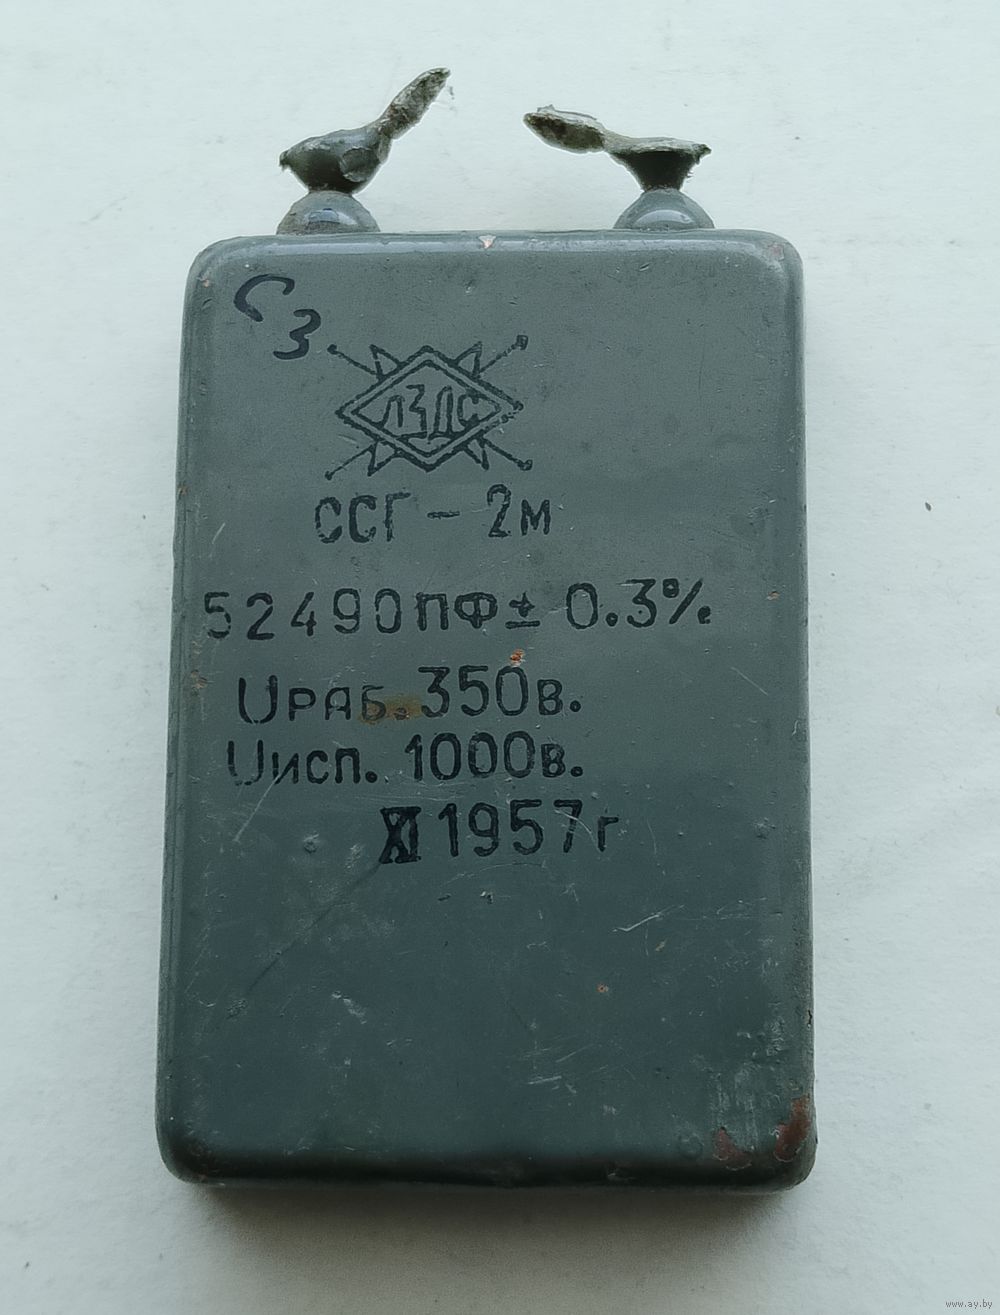 С3
ЛЗДС
ССГ - 2М
52490ПФ ± 0.3%
UРАБ. 350В.
Uисп. 1000В.
XI 1957г
www.ay.by